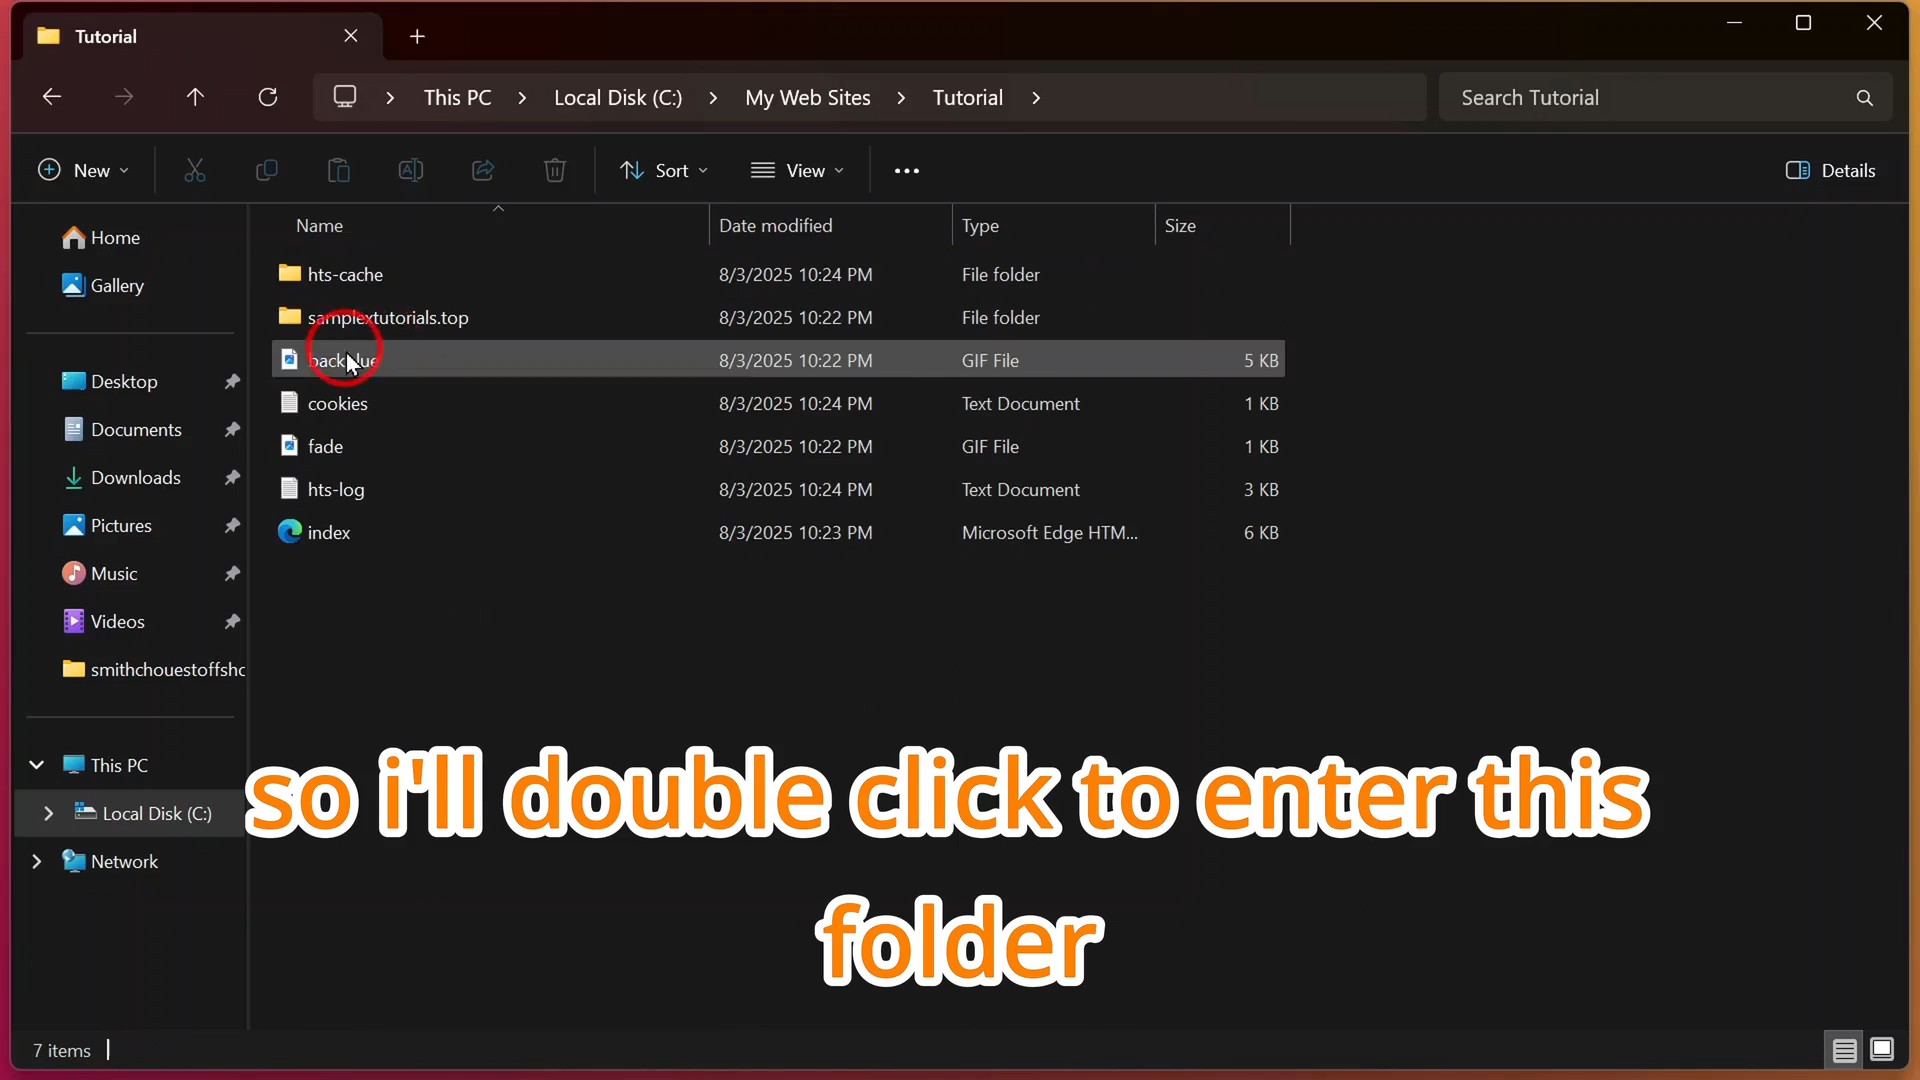 Tutorial
This PC
Local Disk (C:)
My Web Sites
Tutorial
Search Tutorial
New
Sort
View
Details
Name
Date modified
Type
Size
hts-cache 8/3/2025 10:24 PM File folder
samplextutorials.top 8/3/2025 10:22 PM File folder
backblue 8/3/2025 10:22 PM GIF File 5 KB
cookies 8/3/2025 10:24 PM Text Document 1 KB
fade 8/3/2025 10:22 PM GIF File 1 KB
hts-log 8/3/2025 10:24 PM Text Document 3 KB
index 8/3/2025 10:23 PM Microsoft Edge HTM... 6 KB
Home
Gallery
Desktop
Documents
Downloads
Pictures
Music
Videos
smithchouestoffsho
This PC
Local Disk (C:)
Network
so i'll double click to enter this
folder
7 items